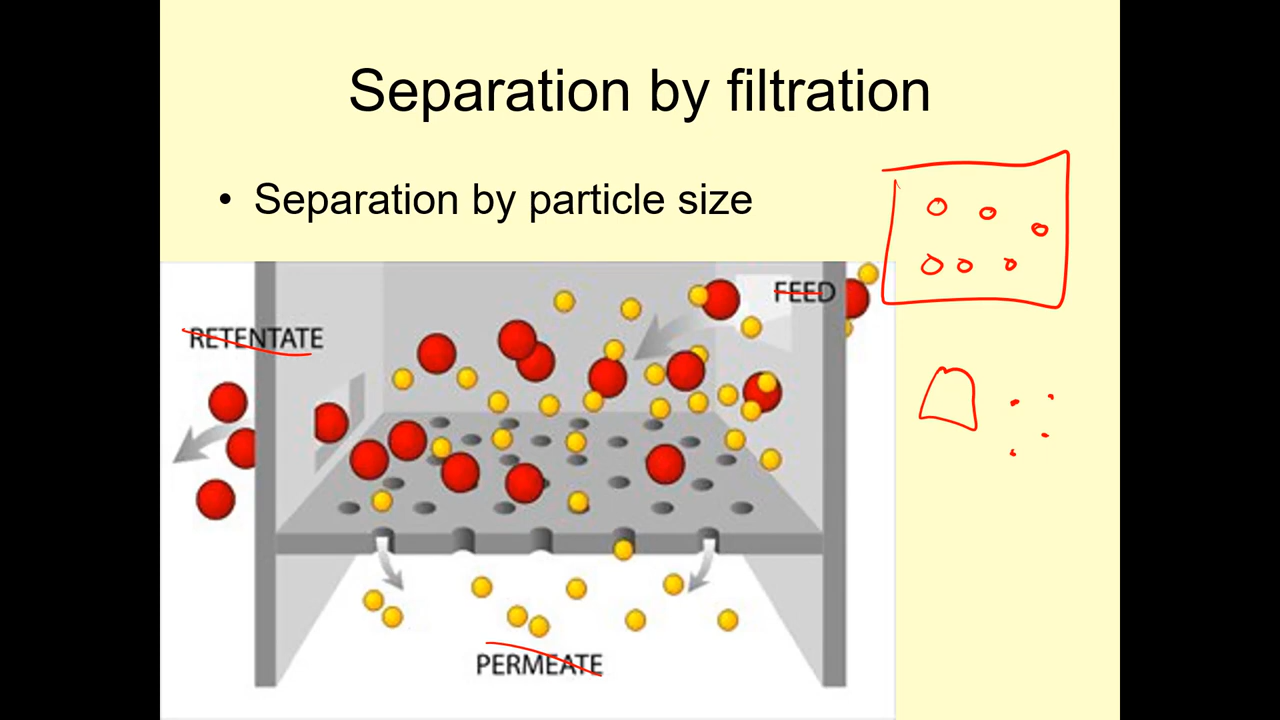 Separation by filtration
• Separation by particle size
FEED
RETENTATE
PERMEATE